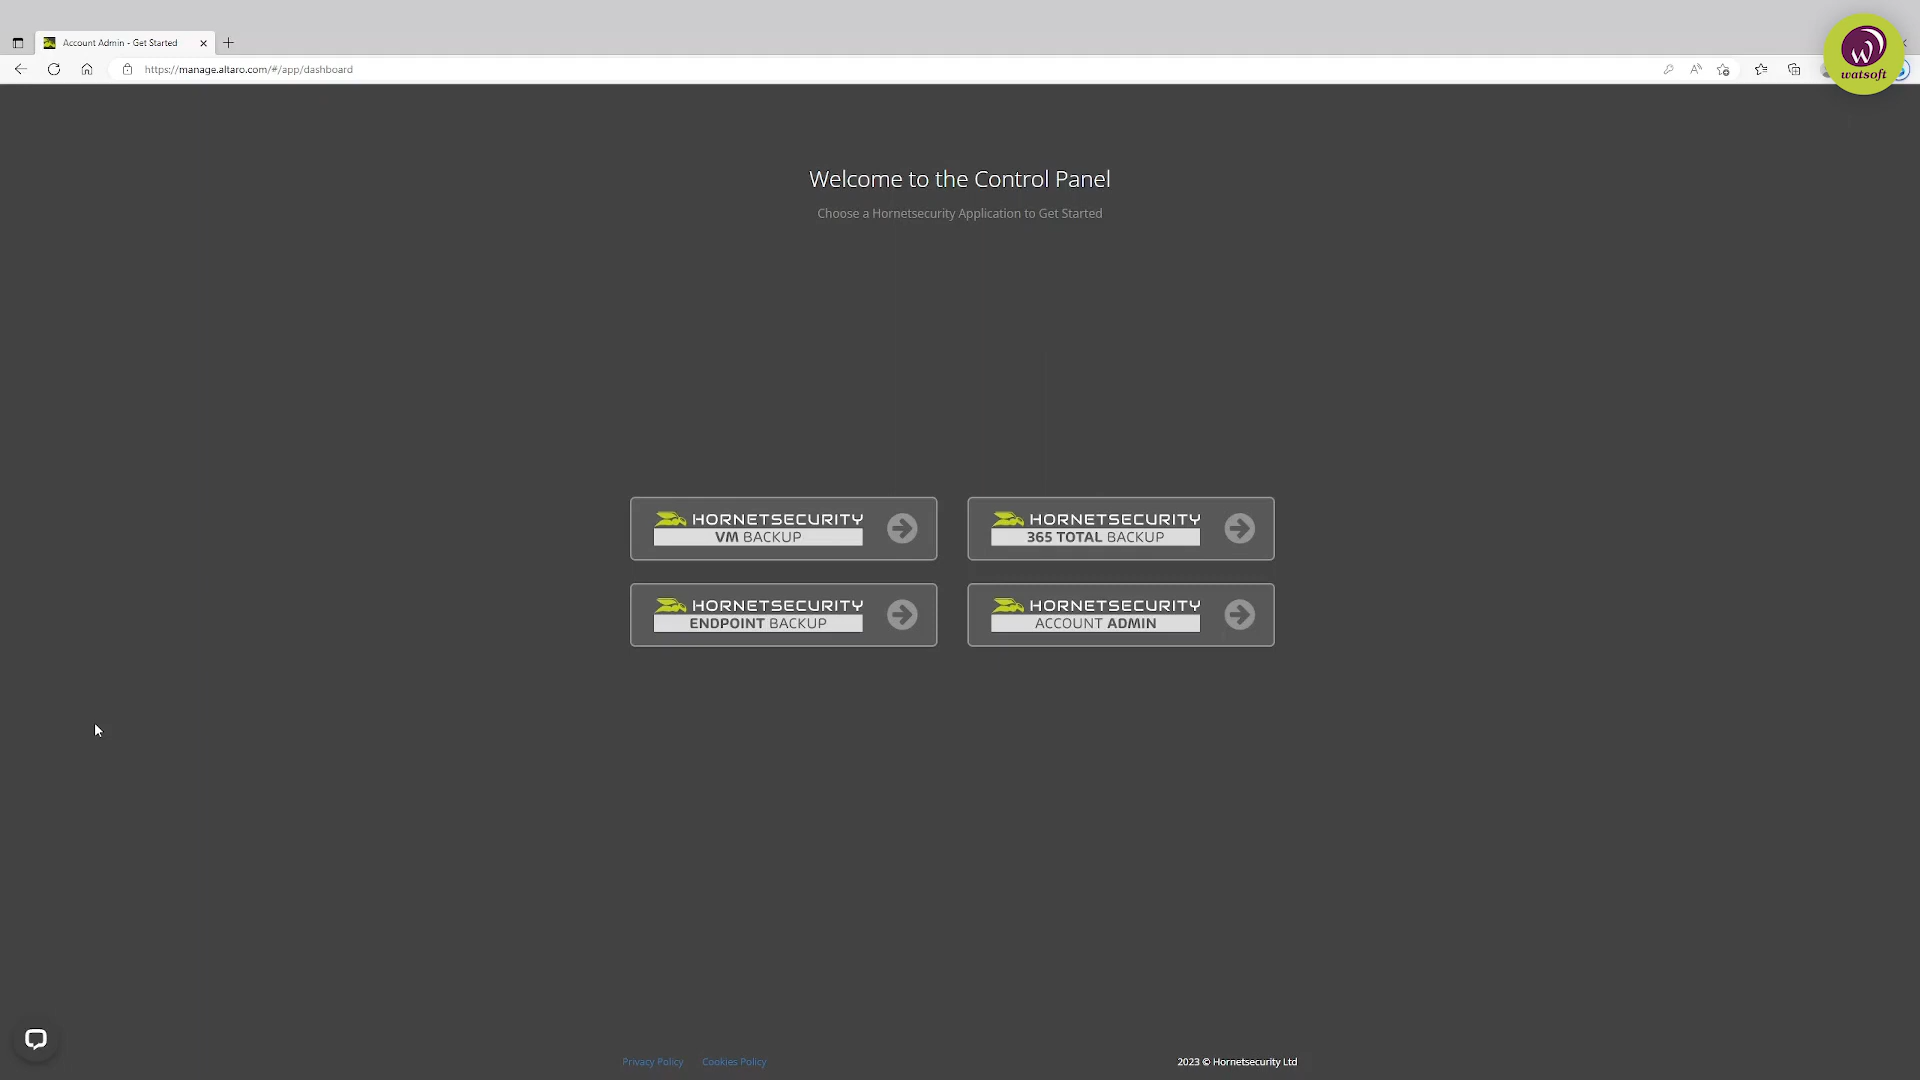 Account Admin - Get Started
https://manage.altaro.com/#/app/dashboard
watsoft
Welcome to the Control Panel
Choose a Hornetsecurity Application to Get Started
HORNETSECURITY
VM BACKUP
HORNETSECURITY
365 TOTAL BACKUP
HORNETSECURITY
ENDPOINT BACKUP
HORNETSECURITY
ACCOUNT ADMIN
Privacy Policy Cookies Policy 2023 © Hornetsecurity Ltd